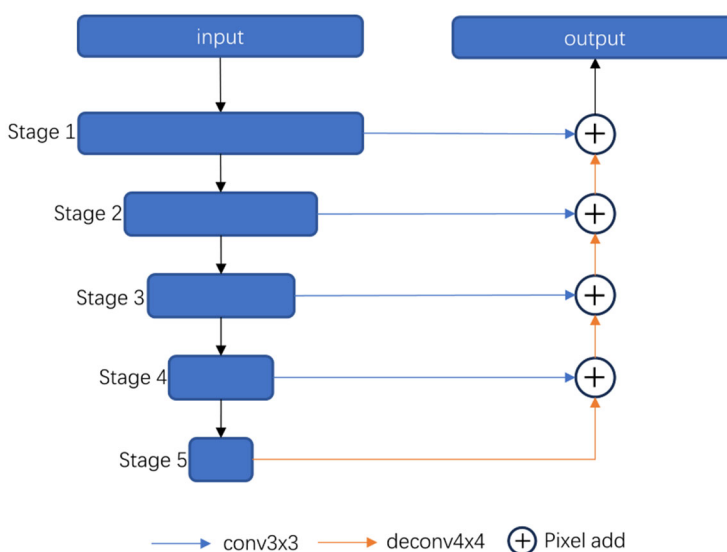 input
output
Stage 1
Stage 2
Stage 3
Stage 4
Stage 5
conv3x3
deconv4x4
Pixel add